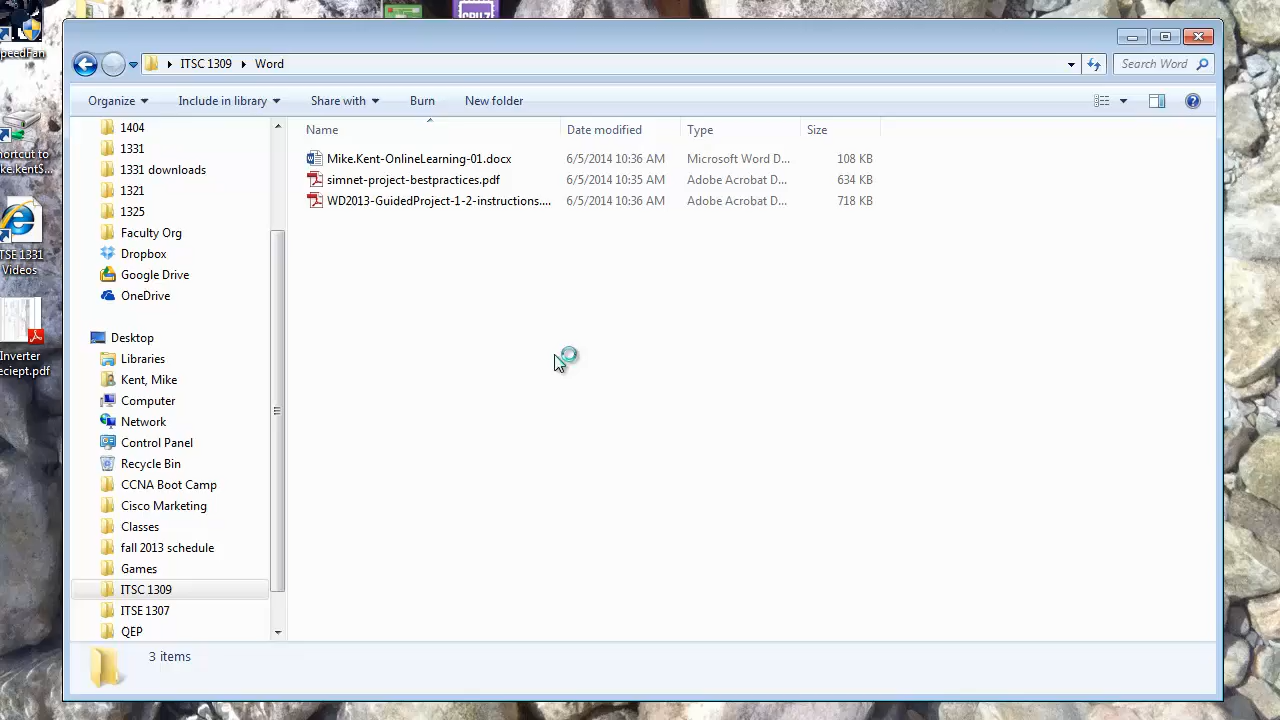 CPU-Z
peedFan
ITSC 1309 Word
Search Word
Organize Include in library Share with Burn New folder
Name Date modified Type Size
Mike.Kent-OnlineLearning-01.docx 6/5/2014 10:36 AM Microsoft Word D... 108 KB
simnet-project-bestpractices.pdf 6/5/2014 10:35 AM Adobe Acrobat D... 634 KB
WD2013-GuidedProject-1-2-instructions.... 6/5/2014 10:36 AM Adobe Acrobat D... 718 KB
1404
1331
1331 downloads
1321
1325
Faculty Org
Dropbox
Google Drive
OneDrive
Desktop
Libraries
Kent, Mike
Computer
Network
Control Panel
Recycle Bin
CCNA Boot Camp
Cisco Marketing
Classes
fall 2013 schedule
Games
ITSC 1309
ITSE 1307
QEP
3 items
hortcut to
ke.kentS...
TSE 1331
Videos
Inverter
eciept.pdf